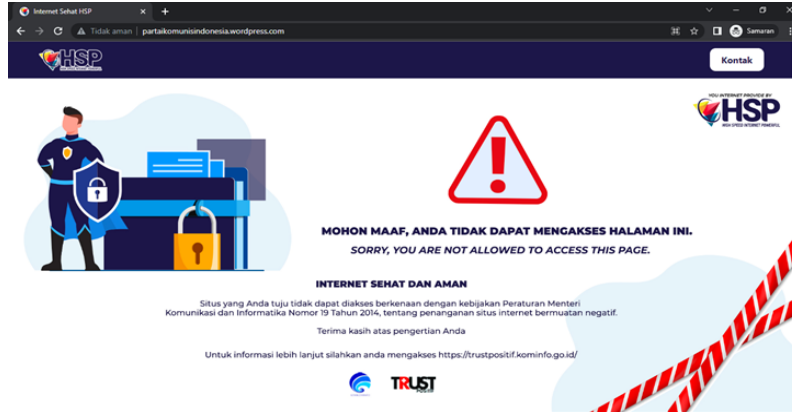 Internet Sehat HSP
Tidak aman | partaikomunisindonesia.wordpress.com
Samaran
HSP
Kontak
YOU INTERNET PROVIDE BY
HSP
HIGH SPEED INTERNET POWERFUL
MOHON MAAF, ANDA TIDAK DAPAT MENGAKSES HALAMAN INI.
SORRY, YOU ARE NOT ALLOWED TO ACCESS THIS PAGE.
INTERNET SEHAT DAN AMAN
Situs yang Anda tuju tidak dapat diakses berkenaan dengan kebijakan Peraturan Menteri
Komunikasi dan Informatika Nomor 19 Tahun 2014, tentang penanganan situs internet bermuatan negatif.
Terima kasih atas pengertian Anda
Untuk informasi lebih lanjut silahkan anda mengakses https://trustpositif.kominfo.go.id/
TRUST
POSITIF